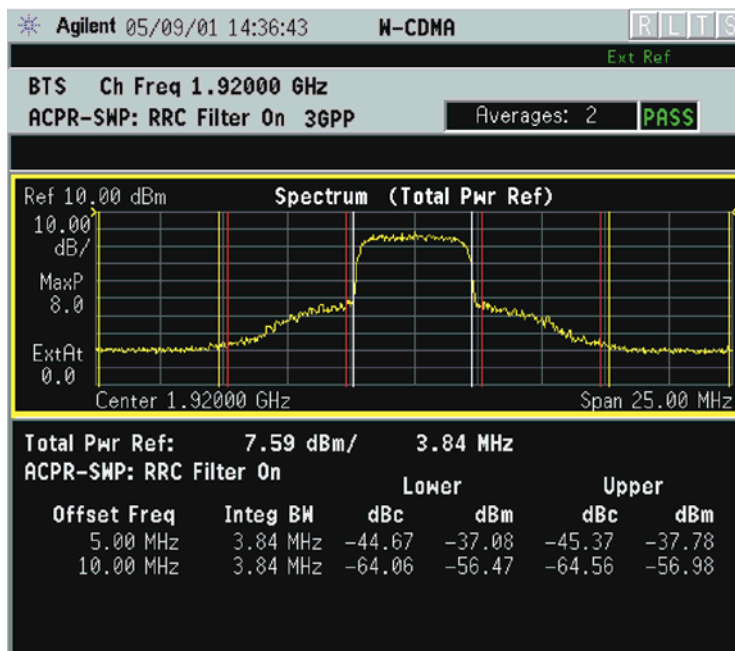 Agilent 05/09/01 14:36:43 W-CDMA R L T S
Ext Ref
BTS Ch Freq 1.92000 GHz
ACPR-SWP: RRC Filter On 3GPP Averages: 2 PASS
Ref 10.00 dBm Spectrum (Total Pwr Ref)
10.00
dB/
MaxP
8.0
ExtAt
0.0
Center 1.92000 GHz Span 25.00 MHz
Total Pwr Ref: 7.59 dBm/ 3.84 MHz
ACPR-SWP: RRC Filter On
Lower Upper
Offset Freq Integ BW dBc dBm dBc dBm
5.00 MHz 3.84 MHz -44.67 -37.08 -45.37 -37.78
10.00 MHz 3.84 MHz -64.06 -56.47 -64.56 -56.98